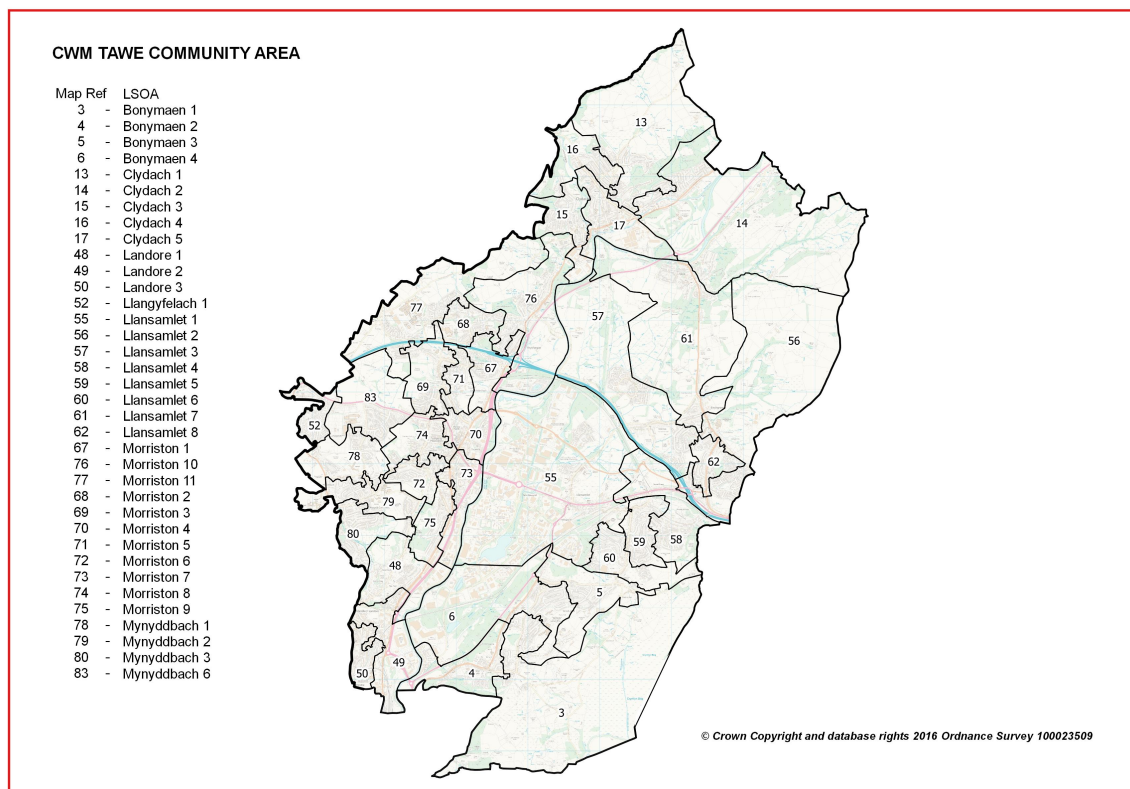 CWM TAWE COMMUNITY AREA
Map Ref LSOA
3 - Bonymaen 1
4 - Bonymaen 2
5 - Bonymaen 3
6 - Bonymaen 4
13 - Clydach 1
14 - Clydach 2
15 - Clydach 3
16 - Clydach 4
17 - Clydach 5
48 - Landore 1
49 - Landore 2
50 - Landore 3
52 - Llangyfelach 1
55 - Llansamlet 1
56 - Llansamlet 2
57 - Llansamlet 3
58 - Llansamlet 4
59 - Llansamlet 5
60 - Llansamlet 6
61 - Llansamlet 7
62 - Llansamlet 8
67 - Morriston 1
76 - Morriston 10
77 - Morriston 11
68 - Morriston 2
69 - Morriston 3
70 - Morriston 4
71 - Morriston 5
72 - Morriston 6
73 - Morriston 7
74 - Morriston 8
75 - Morriston 9
78 - Mynyddbach 1
79 - Mynyddbach 2
80 - Mynyddbach 3
83 - Mynyddbach 6
13
16
15
17
14
76
77
57
68
61
56
67
71
69
83
52
74
70
78
62
73
55
72
79
75
80
59
58
60
48
5
6
49
50
4
3
© Crown Copyright and database rights 2016 Ordnance Survey 100023509